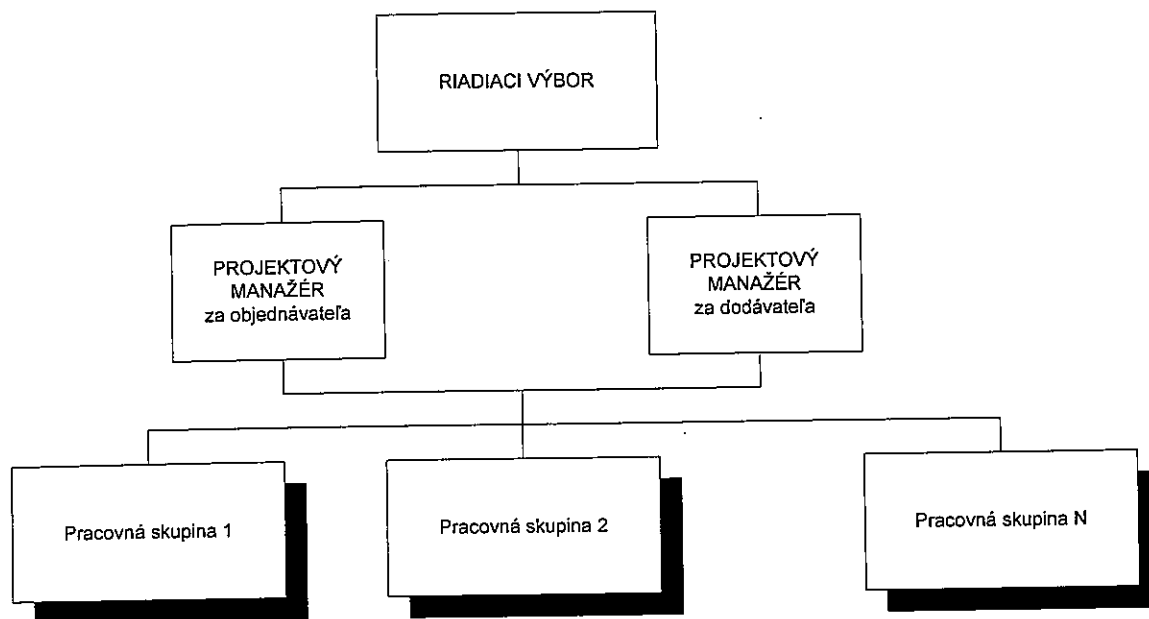 RIADIACI VÝBOR
PROJEKTOVÝ
MANAŽÉR
za objednávateľa
PROJEKTOVÝ
MANAŽÉR
za dodávateľa
Pracovná skupina 1
Pracovná skupina 2
Pracovná skupina N